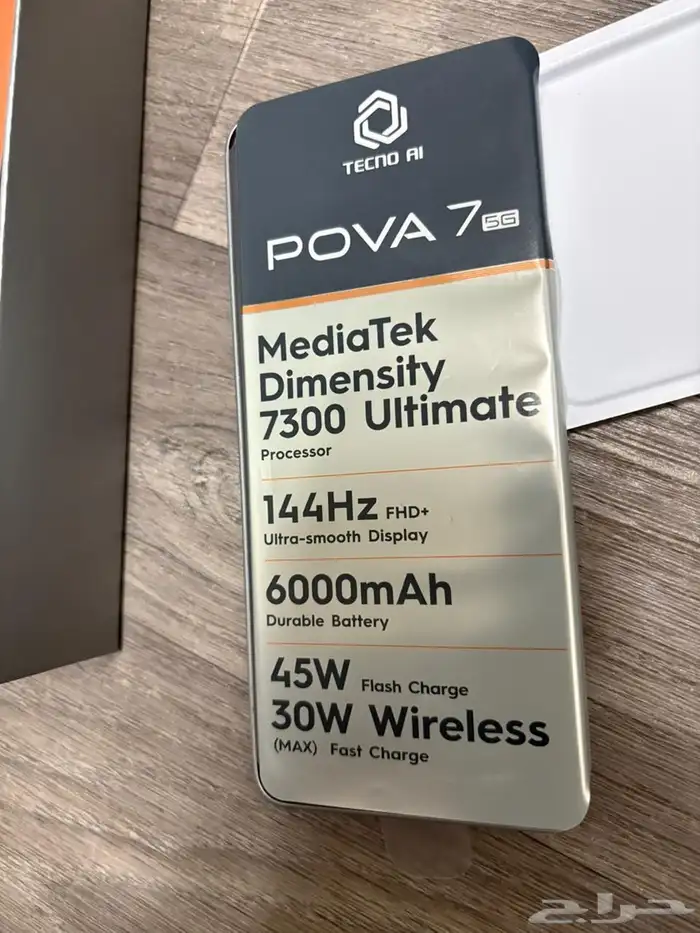 TECNO AI
POVA 7 5G
MediaTek
Dimensity
7300 Ultimate
Processor
144Hz FHD+
Ultra-smooth Display
6000mAh
Durable Battery
45W Flash Charge
30W Wireless
(MAX) Fast Charge
حراج